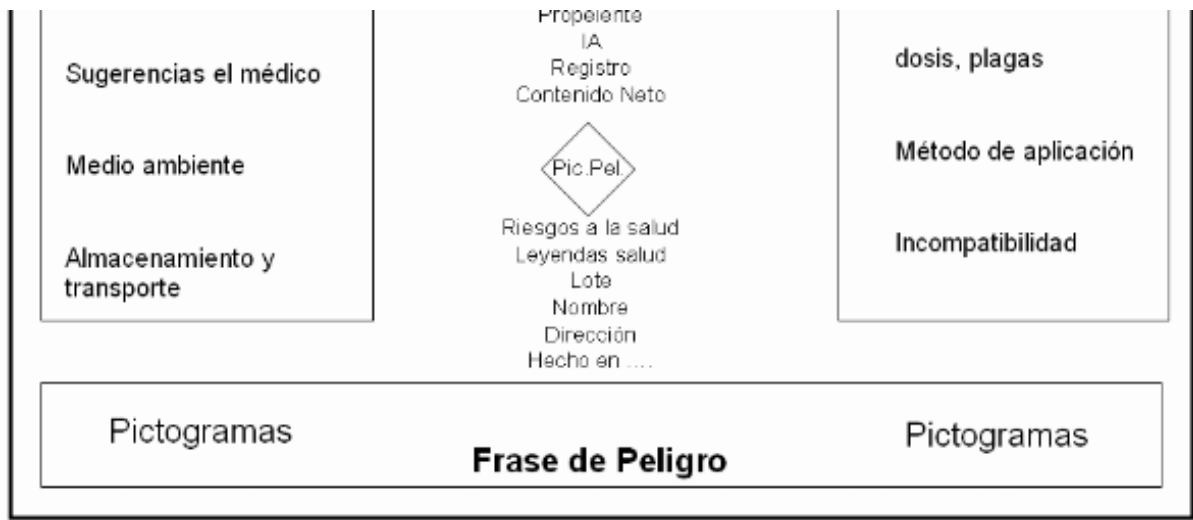 Sugerencias el médico
Medio ambiente
Almacenamiento y
transporte
Propelente
IA
Registro
Contenido Neto
Pic.Pel.
Riesgos a la salud
Leyendas salud
Lote
Nombre
Dirección
Hecho en ....
dosis, plagas
Método de aplicación
Incompatibilidad
Pictogramas
Frase de Peligro
Pictogramas